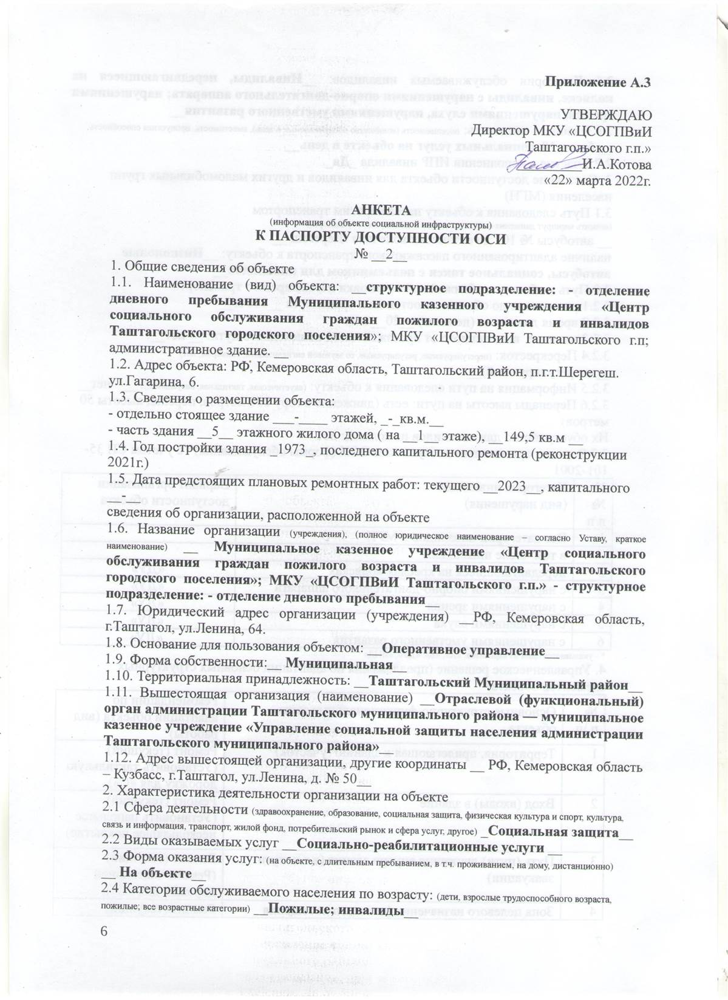 Приложение А.3
УТВЕРЖДАЮ
Директор МКУ «ЦСОГПВиИ
Таштагольского г.п.»
__________И.А.Котова
«22» марта 2022г.
АНКЕТА
(информация об объекте социальной инфраструктуры)
К ПАСПОРТУ ДОСТУПНОСТИ ОСИ
№ __2__
1. Общие сведения об объекте
1.1. Наименование (вид) объекта: __структурное подразделение: - отделение
дневного пребывания Муниципального казенного учреждения «Центр
социального обслуживания граждан пожилого возраста и инвалидов
Таштагольского городского поселения»; МКУ «ЦСОГПВиИ Таштагольского г.п;
административное здание. __
1.2. Адрес объекта: РФ, Кемеровская область, Таштагольский район, п.г.т.Шерегеш.
ул.Гагарина, 6.
1.3. Сведения о размещении объекта:
- отдельно стоящее здание ___-____ этажей, _-_кв.м.__
- часть здания __5__ этажного жилого дома ( на __1__ этаже), __ 149,5 кв.м __
1.4. Год постройки здания _1973_, последнего капитального ремонта (реконструкции
2021г.)
1.5. Дата предстоящих плановых ремонтных работ: текущего __2023__, капитального
__-__
сведения об организации, расположенной на объекте
1.6. Название организации (учреждения), (полное юридическое наименование – согласно Уставу, краткое
наименование) __ Муниципальное казенное учреждение «Центр социального
обслуживания граждан пожилого возраста и инвалидов Таштагольского
городского поселения»; МКУ «ЦСОГПВиИ Таштагольского г.п.» - структурное
подразделение: - отделение дневного пребывания__
1.7. Юридический адрес организации (учреждения) __РФ, Кемеровская область,
г.Таштагол, ул.Ленина, 64.
1.8. Основание для пользования объектом: __Оперативное управление__
1.9. Форма собственности:__ Муниципальная__
1.10. Территориальная принадлежность: __Таштагольский Муниципальный район__
1.11. Вышестоящая организация (наименование) __Отраслевой (функциональный)
орган администрации Таштагольского муниципального района — муниципальное
казенное учреждение «Управление социальной защиты населения администрации
Таштагольского муниципального района»__
1.12. Адрес вышестоящей организации, другие координаты __ РФ, Кемеровская область
– Кузбасс, г.Таштагол, ул.Ленина, д. № 50__
2. Характеристика деятельности организации на объекте
2.1 Сфера деятельности (здравоохранение, образование, социальная защита, физическая культура и спорт, культура,
связь и информация, транспорт, жилой фонд, потребительский рынок и сфера услуг, другое) _Социальная защита__
2.2 Виды оказываемых услуг __Социально-реабилитационные услуги __
2.3 Форма оказания услуг: (на объекте, с длительным пребыванием, в т.ч. проживанием, на дому, дистанционно)
__ На объекте__
2.4 Категории обслуживаемого населения по возрасту: (дети, взрослые трудоспособного возраста,
пожилые; все возрастные категории) __Пожилые; инвалиды__
6